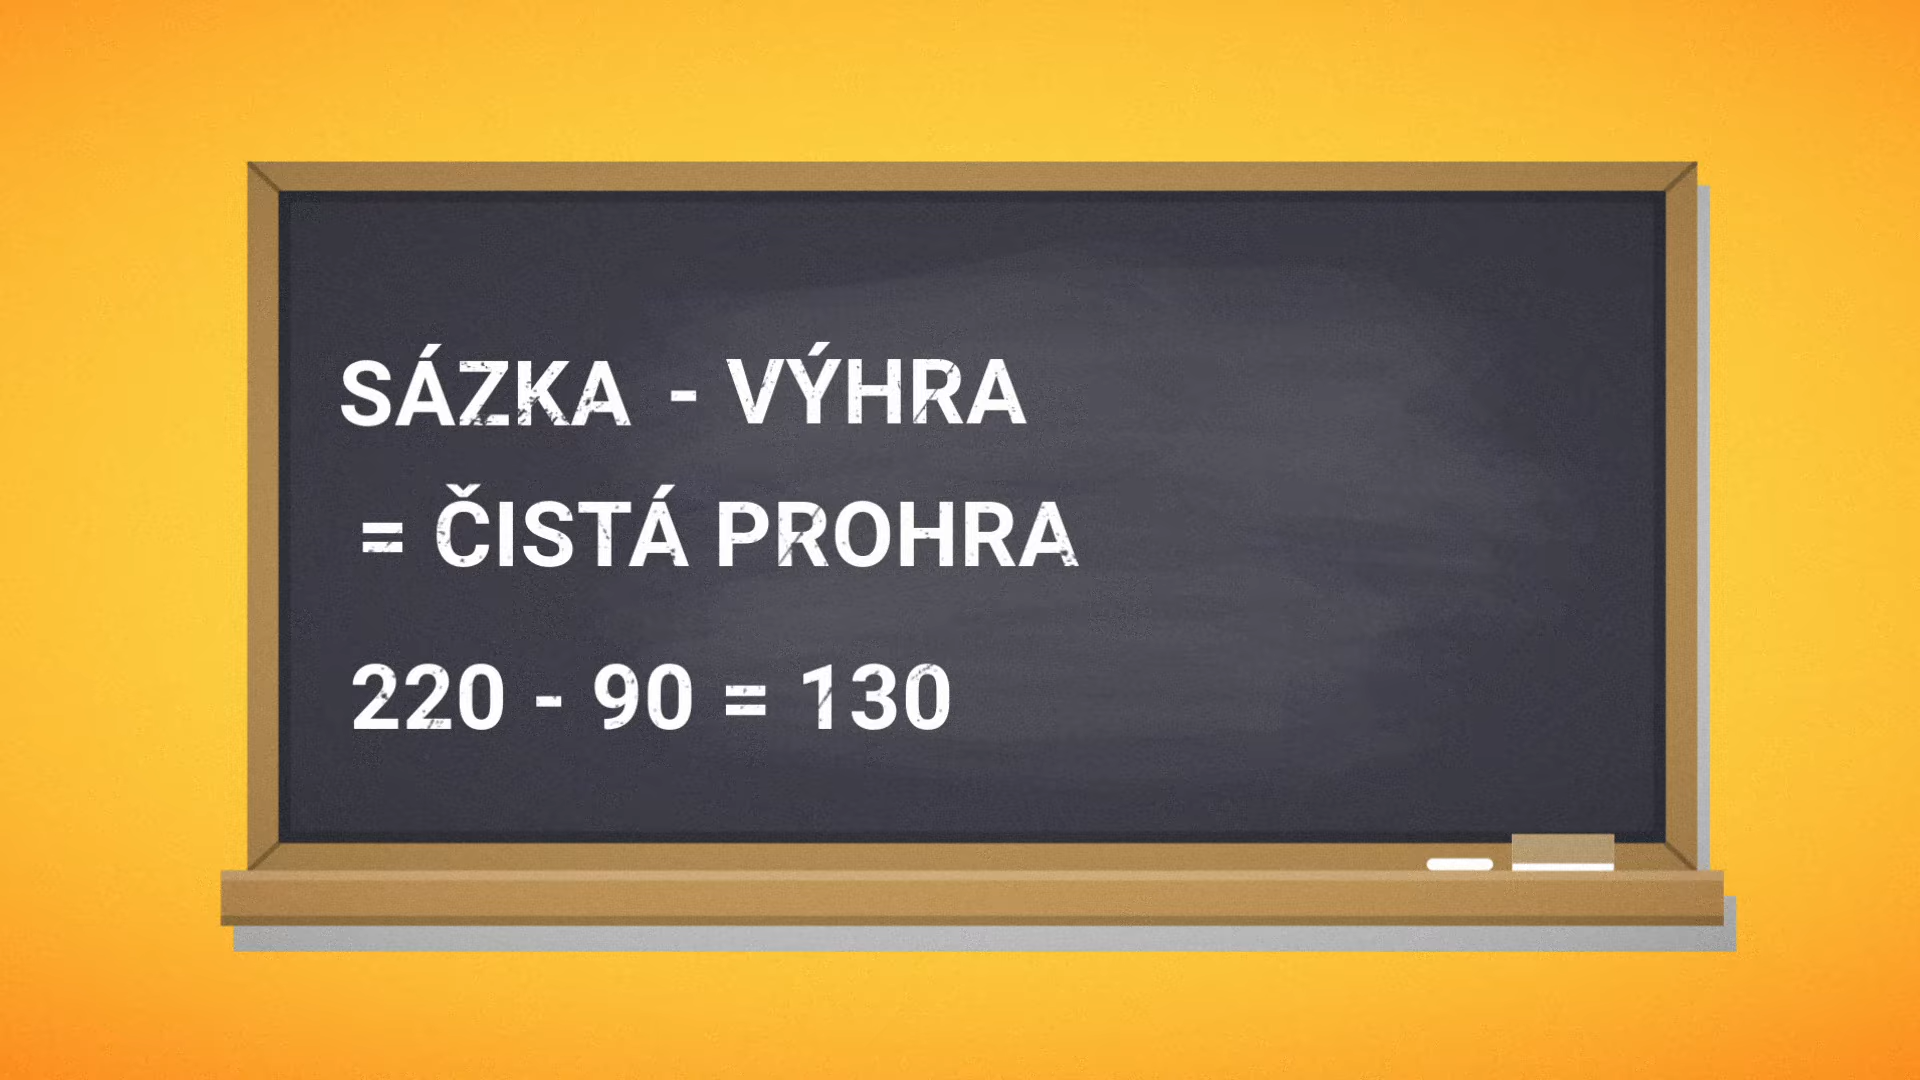 SÁZKA - VÝHRA
= ČISTÁ PROHRA
220 - 90 = 130